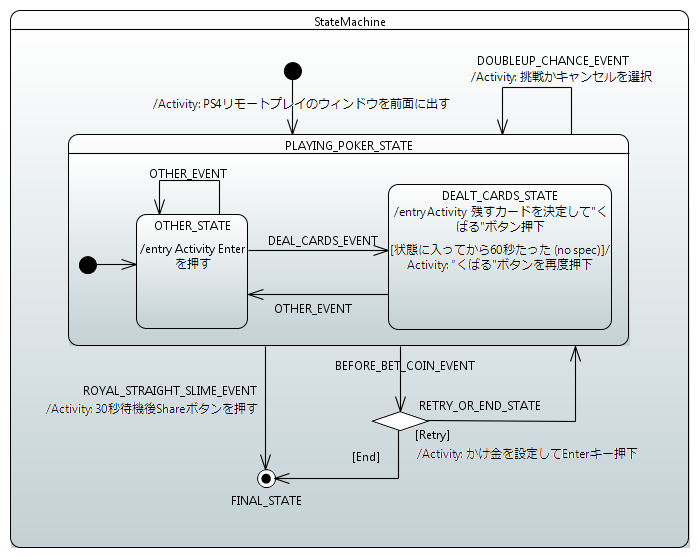 StateMachine
DOUBLEUP_CHANCE_EVENT
/Activity: 挑戦かキャンセルを選択
/Activity: PS4リモートプレイのウィンドウを前面に出す
PLAYING_POKER_STATE
OTHER_EVENT
DEALT_CARDS_STATE
/entryActivity 残すカードを決定して"く
ばる"ボタン押下
OTHER_STATE
/entry Activity Enter
を押す
DEAL_CARDS_EVENT
[状態に入ってから60秒たった (no spec)]/
Activity: "くばる"ボタンを再度押下
OTHER_EVENT
BEFORE_BET_COIN_EVENT
ROYAL_STRAIGHT_SLIME_EVENT
/Activity: 30秒待機後Shareボタンを押す
RETRY_OR_END_STATE
[Retry]
/Activity: かけ金を設定してEnterキー押下
[End]
FINAL_STATE